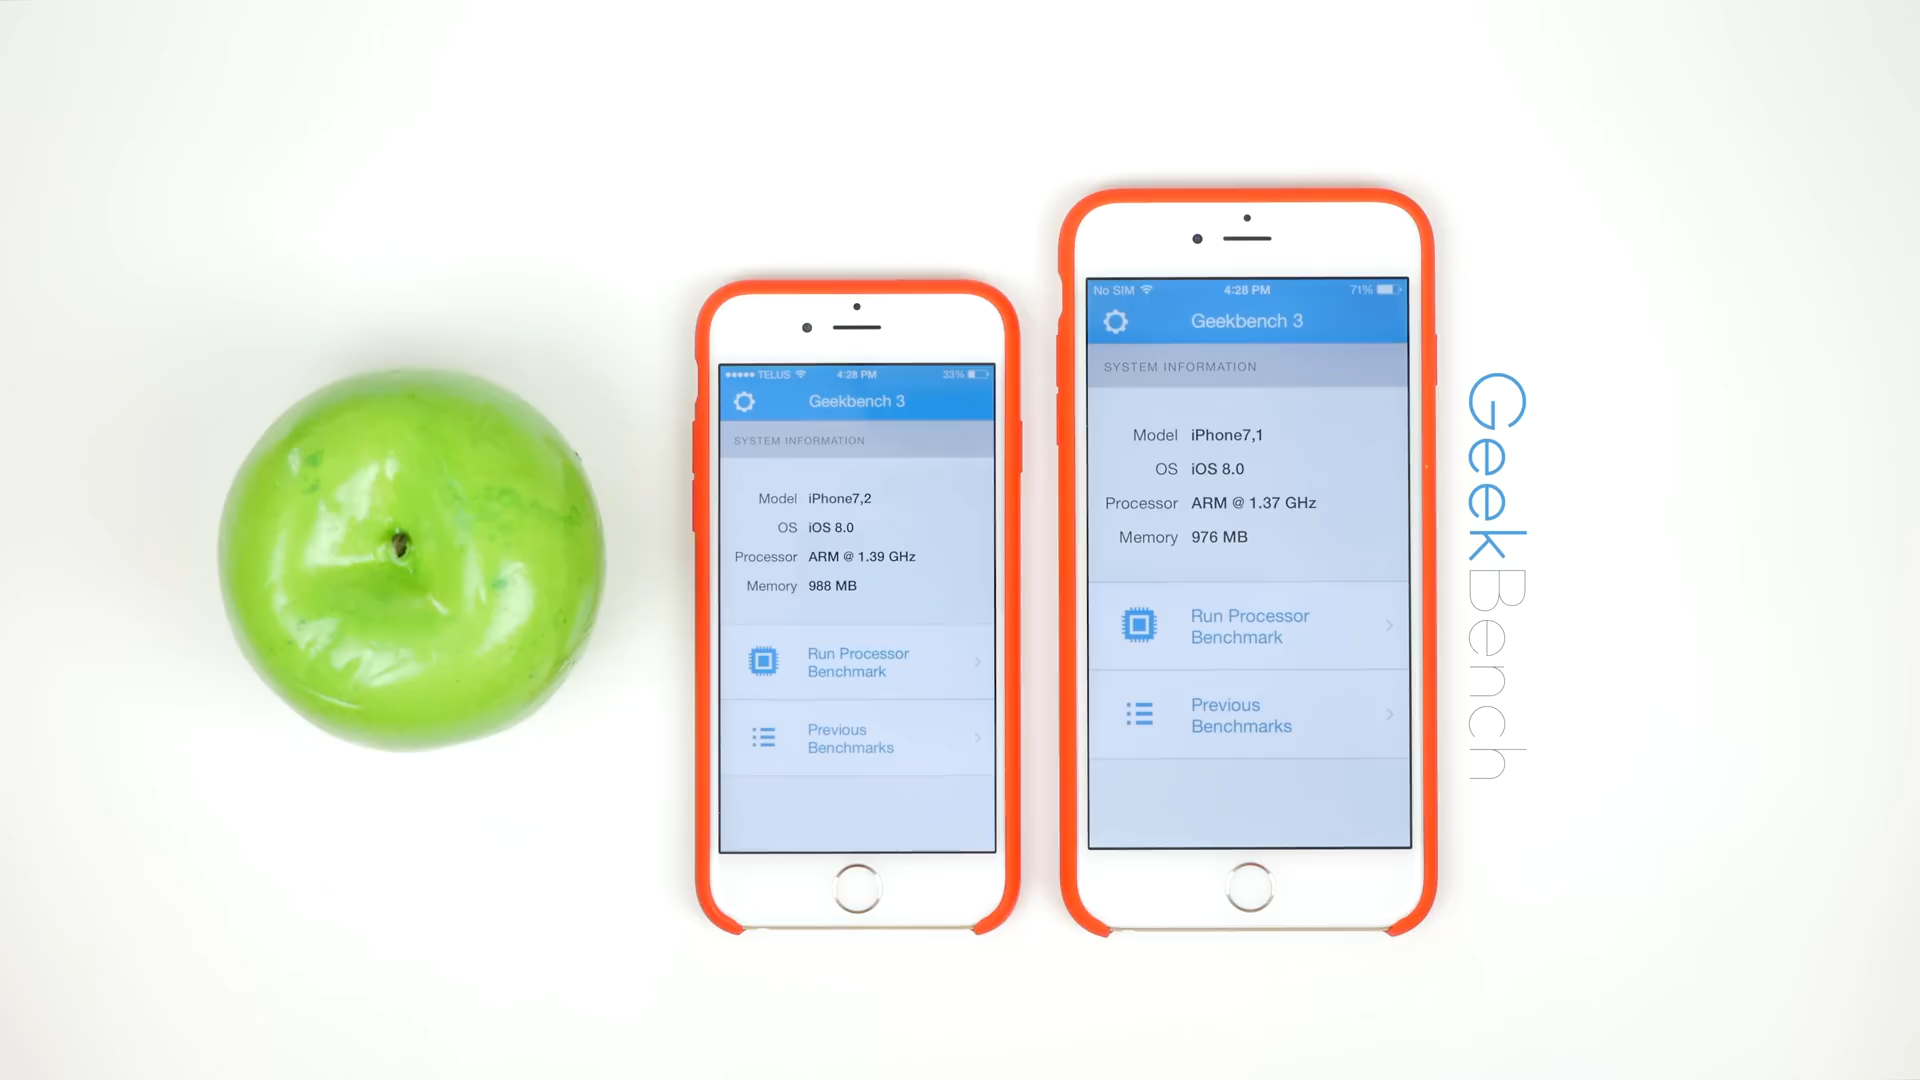 TELUS 4:28 PM 33%
Geekbench 3
SYSTEM INFORMATION
Model iPhone7,2
OS iOS 8.0
Processor ARM @ 1.39 GHz
Memory 988 MB
Run Processor
Benchmark
Previous
Benchmarks
No SIM 4:28 PM 71%
Geekbench 3
SYSTEM INFORMATION
Model iPhone7,1
OS iOS 8.0
Processor ARM @ 1.37 GHz
Memory 976 MB
Run Processor
Benchmark
Previous
Benchmarks
GeekBench